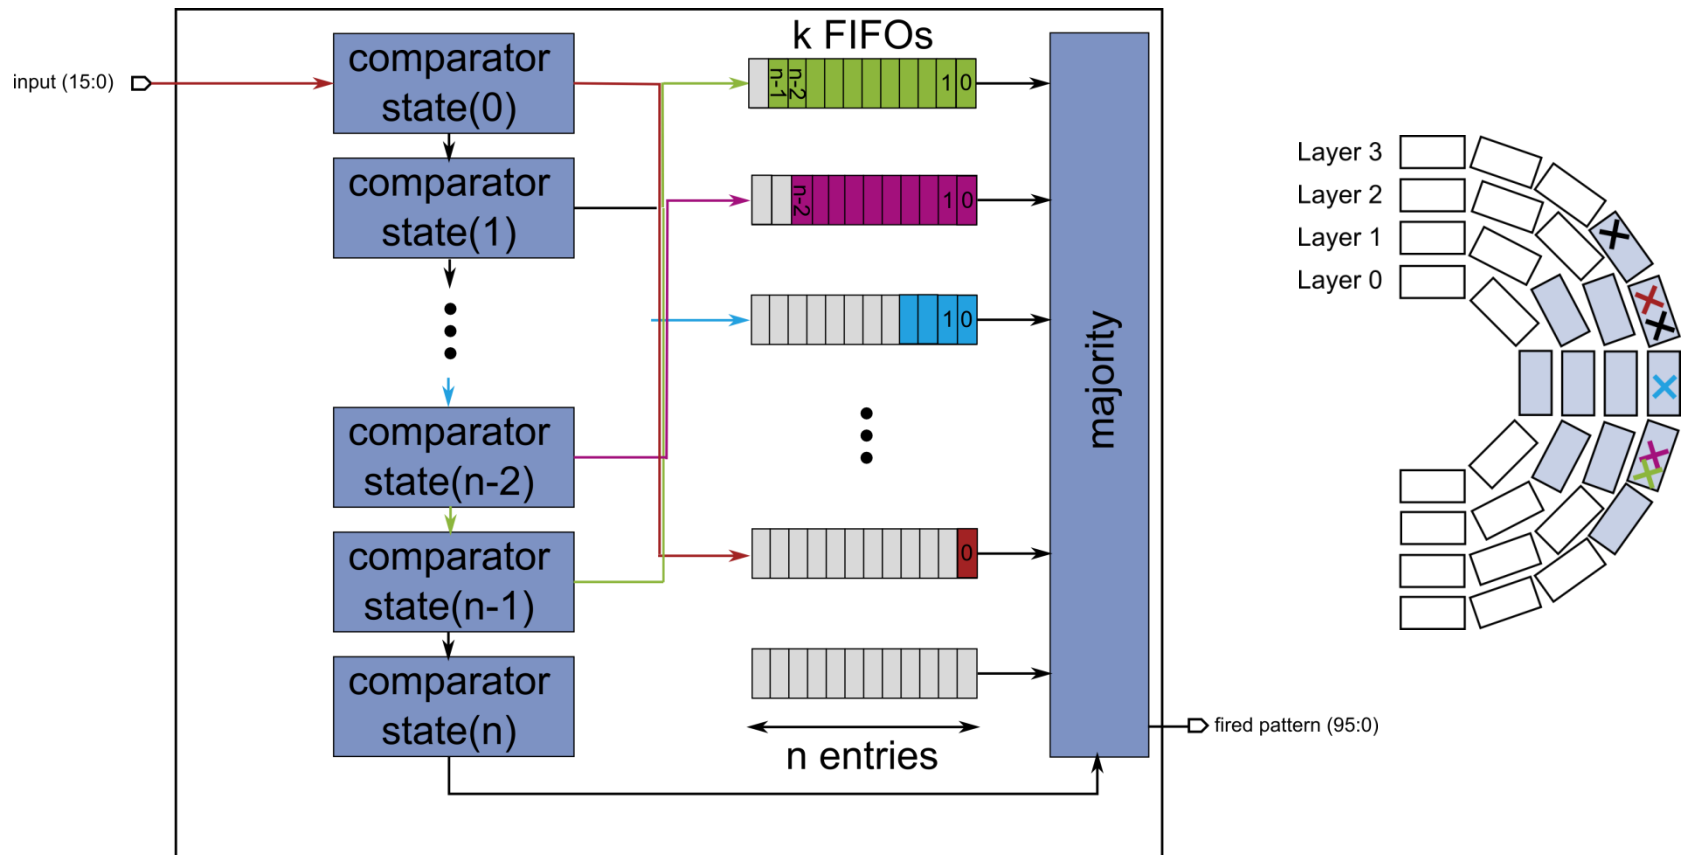 input (15:0)
comparator
state(0)
comparator
state(1)
comparator
state(n-2)
comparator
state(n-1)
comparator
state(n)
k FIFOs
n-1 n-2 1 0
n-2 1 0
1 0
0
n entries
majority
fired pattern (95:0)
Layer 3
Layer 2
Layer 1
Layer 0